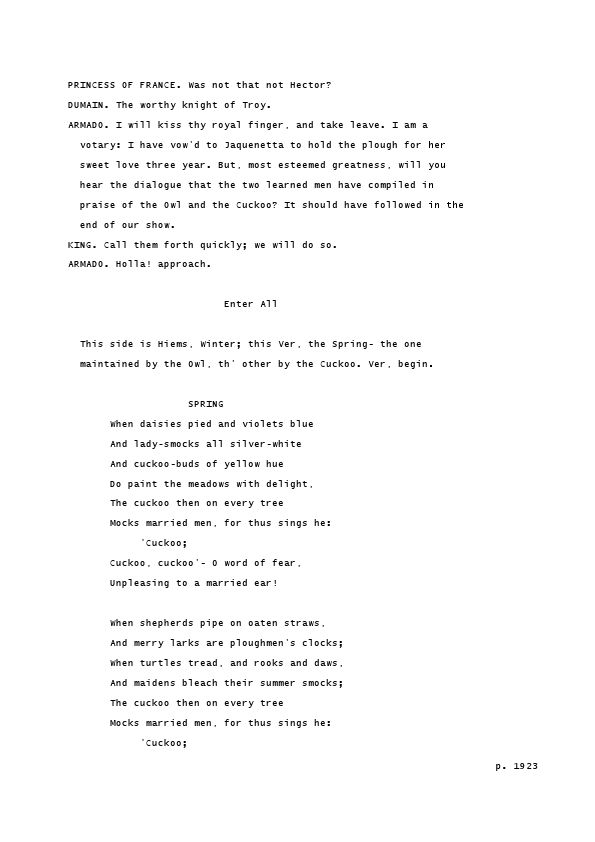 PRINCESS OF FRANCE. Was not that not Hector?
DUMAIN. The worthy knight of Troy.
ARMADO. I will kiss thy royal finger, and take leave. I am a
votary: I have vow'd to Jaquenetta to hold the plough for her
sweet love three year. But, most esteemed greatness, will you
hear the dialogue that the two learned men have compiled in
praise of the Owl and the Cuckoo? It should have followed in the
end of our show.
KING. Call them forth quickly; we will do so.
ARMADO. Holla! approach.
Enter All
This side is Hiems, Winter; this Ver, the Spring- the one
maintained by the Owl, th' other by the Cuckoo. Ver, begin.
SPRING
When daisies pied and violets blue
And lady-smocks all silver-white
And cuckoo-buds of yellow hue
Do paint the meadows with delight,
The cuckoo then on every tree
Mocks married men, for thus sings he:
'Cuckoo;
Cuckoo, cuckoo'- O word of fear,
Unpleasing to a married ear!
When shepherds pipe on oaten straws,
And merry larks are ploughmen's clocks;
When turtles tread, and rooks and daws,
And maidens bleach their summer smocks;
The cuckoo then on every tree
Mocks married men, for thus sings he:
'Cuckoo;
p. 1923